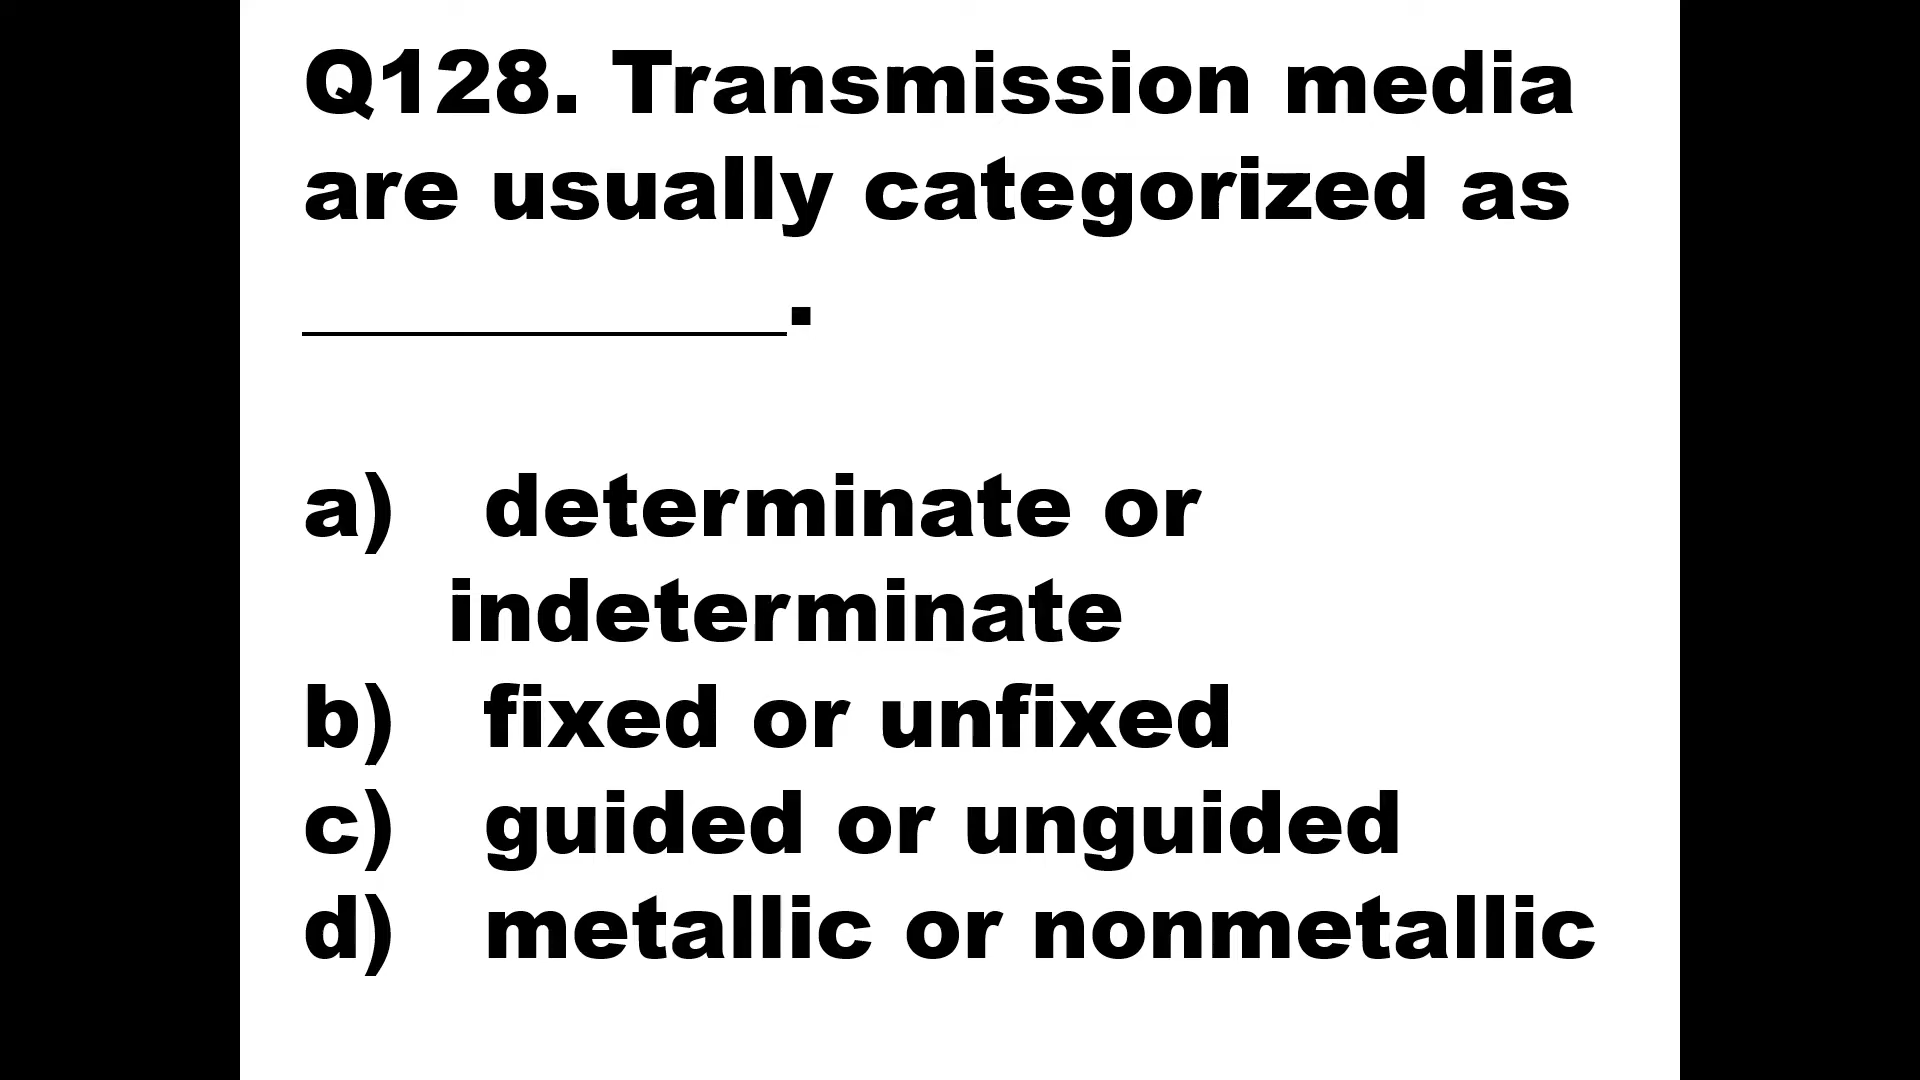 Q128. Transmission media
are usually categorized as
____________.
a) determinate or
indeterminate
b) fixed or unfixed
c) guided or unguided
d) metallic or nonmetallic